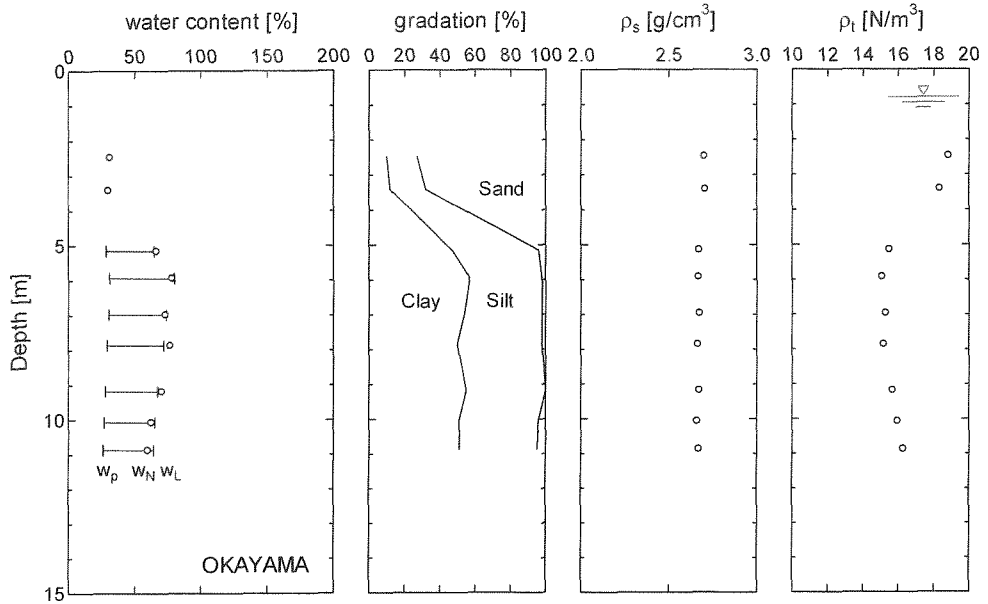 water content [%]
gradation [%]
ρs [g/cm³]
ρt [N/m³]
0 50 100 150 200
0 20 40 60 80 100
2.0 2.5 3.0
10 12 14 16 18 20
0
5
10
15
Depth [m]
Sand
Clay
Silt
wp wN wL
OKAYAMA